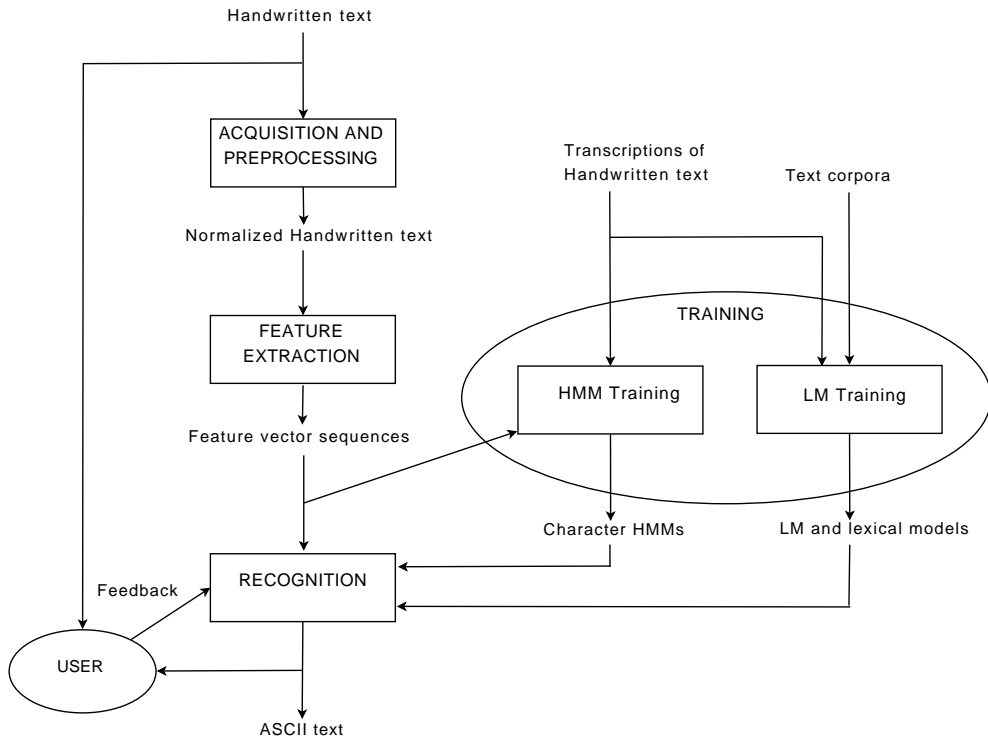 Handwritten text
ACQUISITION AND
PREPROCESSING
Transcriptions of
Handwritten text
Text corpora
Normalized Handwritten text
TRAINING
FEATURE
EXTRACTION
HMM Training
LM Training
Feature vector sequences
Character HMMs
LM and lexical models
RECOGNITION
Feedback
USER
ASCII text